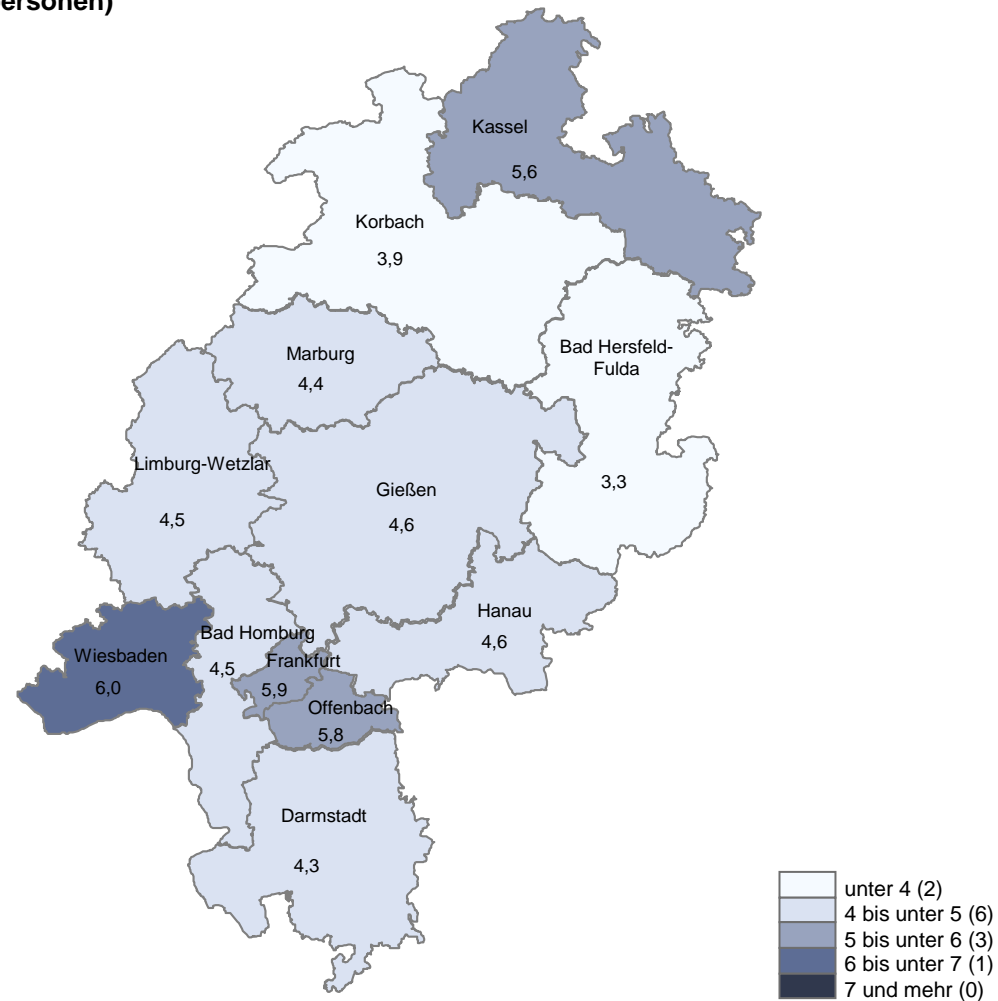 ersonen)
Kassel
5,6
Korbach
3,9
Bad Hersfeld-
Fulda
3,3
Marburg
4,4
Limburg-Wetzlar
4,5
Gießen
4,6
Hanau
4,6
Bad Homburg
4,5
Wiesbaden
6,0
Frankfurt
5,9
Offenbach
5,8
Darmstadt
4,3
unter 4 (2)
4 bis unter 5 (6)
5 bis unter 6 (3)
6 bis unter 7 (1)
7 und mehr (0)